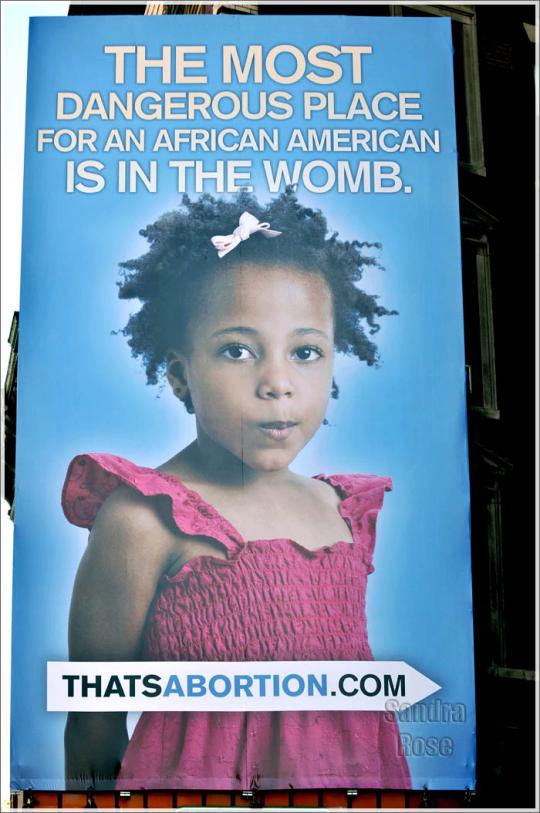 THE MOST
DANGEROUS PLACE
FOR AN AFRICAN AMERICAN
IS IN THE WOMB.
THATSABORTION.COM
Sandra
Rose